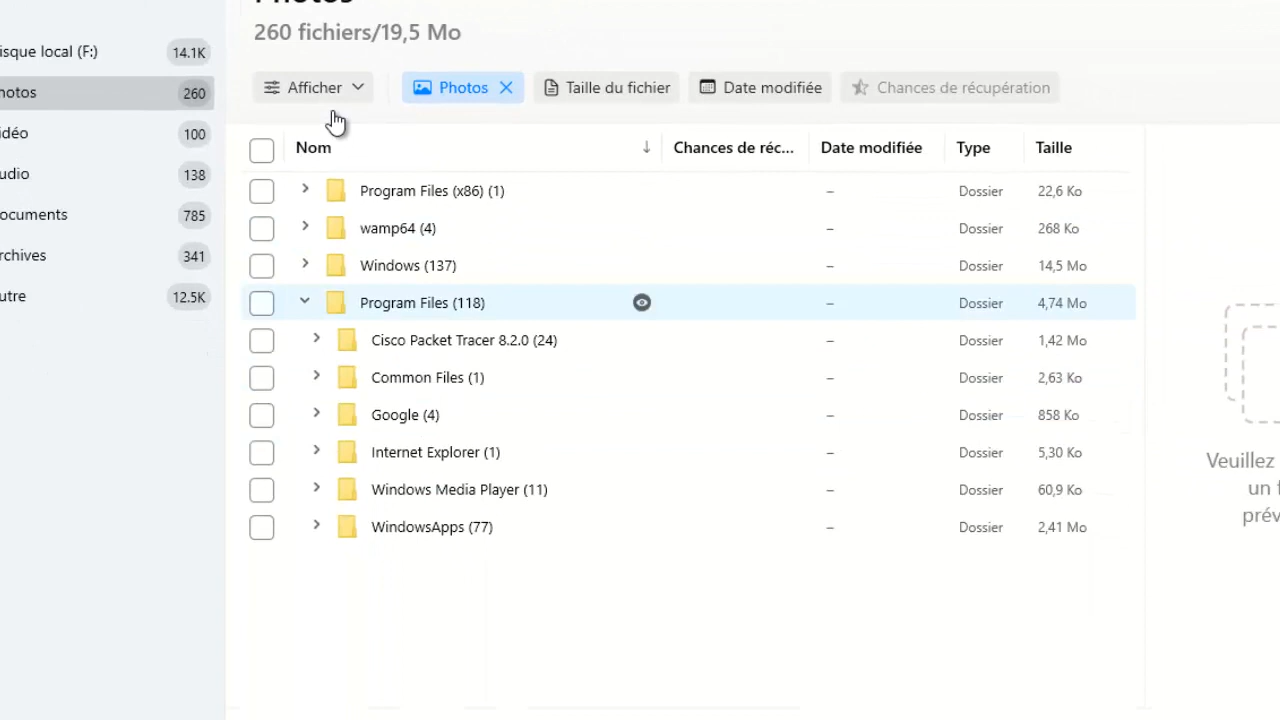 Photos
260 fichiers/19,5 Mo
isque local (F:) 14.1K
hotos 260
idéo 100
udio 138
ocuments 785
rchives 341
utre 12.5K
Afficher Photos Taille du fichier Date modifiée Chances de récupération
Nom Chances de réc... Date modifiée Type Taille
Program Files (x86) (1) – Dossier 22,6 Ko
wamp64 (4) – Dossier 268 Ko
Windows (137) – Dossier 14,5 Mo
Program Files (118) – Dossier 4,74 Mo
Cisco Packet Tracer 8.2.0 (24) – Dossier 1,42 Mo
Common Files (1) – Dossier 2,63 Ko
Google (4) – Dossier 858 Ko
Internet Explorer (1) – Dossier 5,30 Ko
Windows Media Player (11) – Dossier 60,9 Ko
WindowsApps (77) – Dossier 2,41 Mo
Veuillez
un f
prév